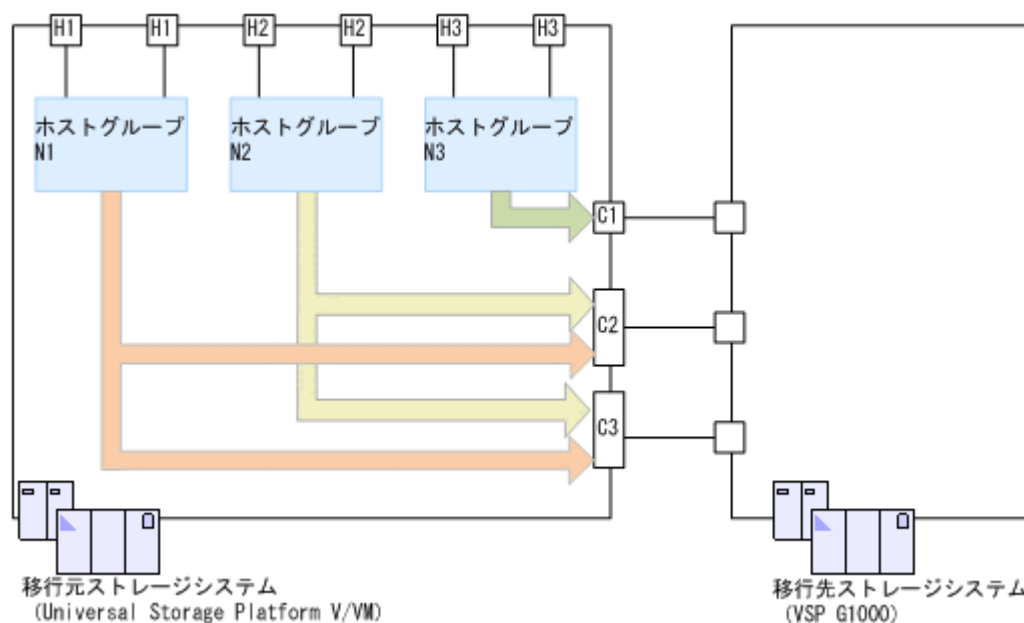 H1 H1 H2 H2 H3 H3
ホストグループ
N1
ホストグループ
N2
ホストグループ
N3
C1
C2
C3
移行元ストレージシステム
(Universal Storage Platform V/VM)
移行先ストレージシステム
(VSP G1000)